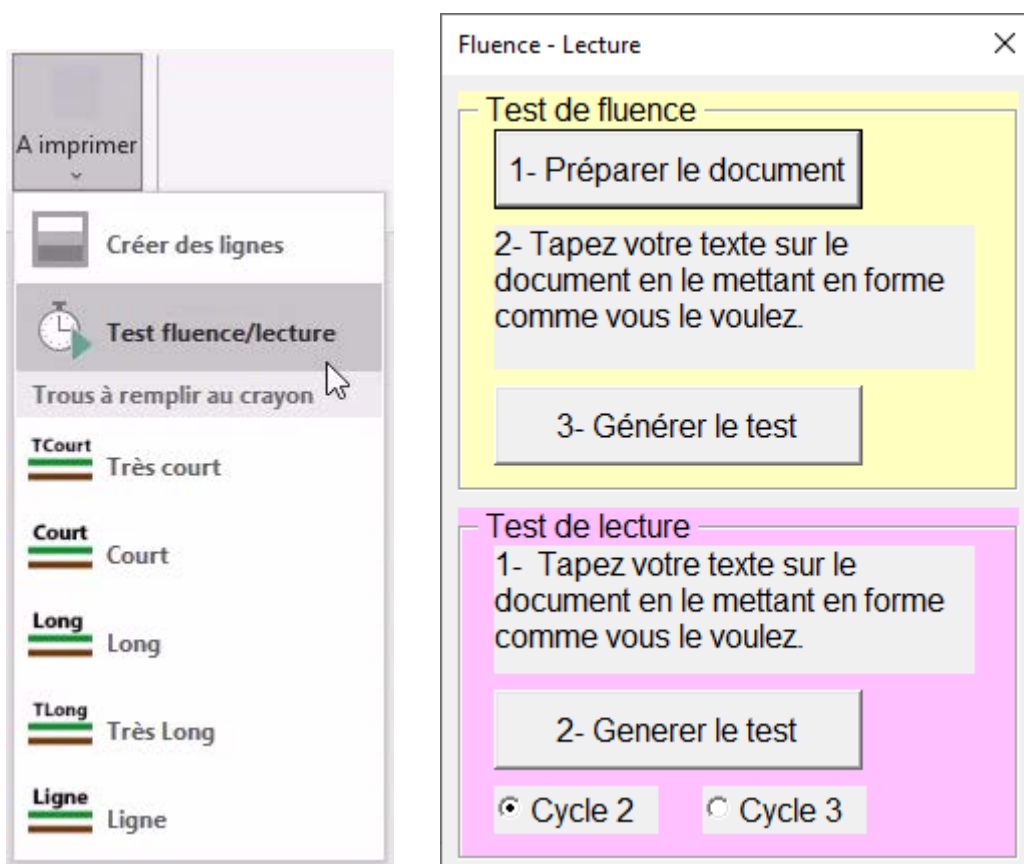 A imprimer
Créer des lignes
Test fluence/lecture
Trous à remplir au crayon
TCourt
Très court
Court
Court
Long
Long
TLong
Très Long
Ligne
Ligne
Fluence - Lecture
Test de fluence
1- Préparer le document
2- Tapez votre texte sur le
document en le mettant en forme
comme vous le voulez.
3- Générer le test
Test de lecture
1- Tapez votre texte sur le
document en le mettant en forme
comme vous le voulez.
2- Generer le test
Cycle 2
Cycle 3